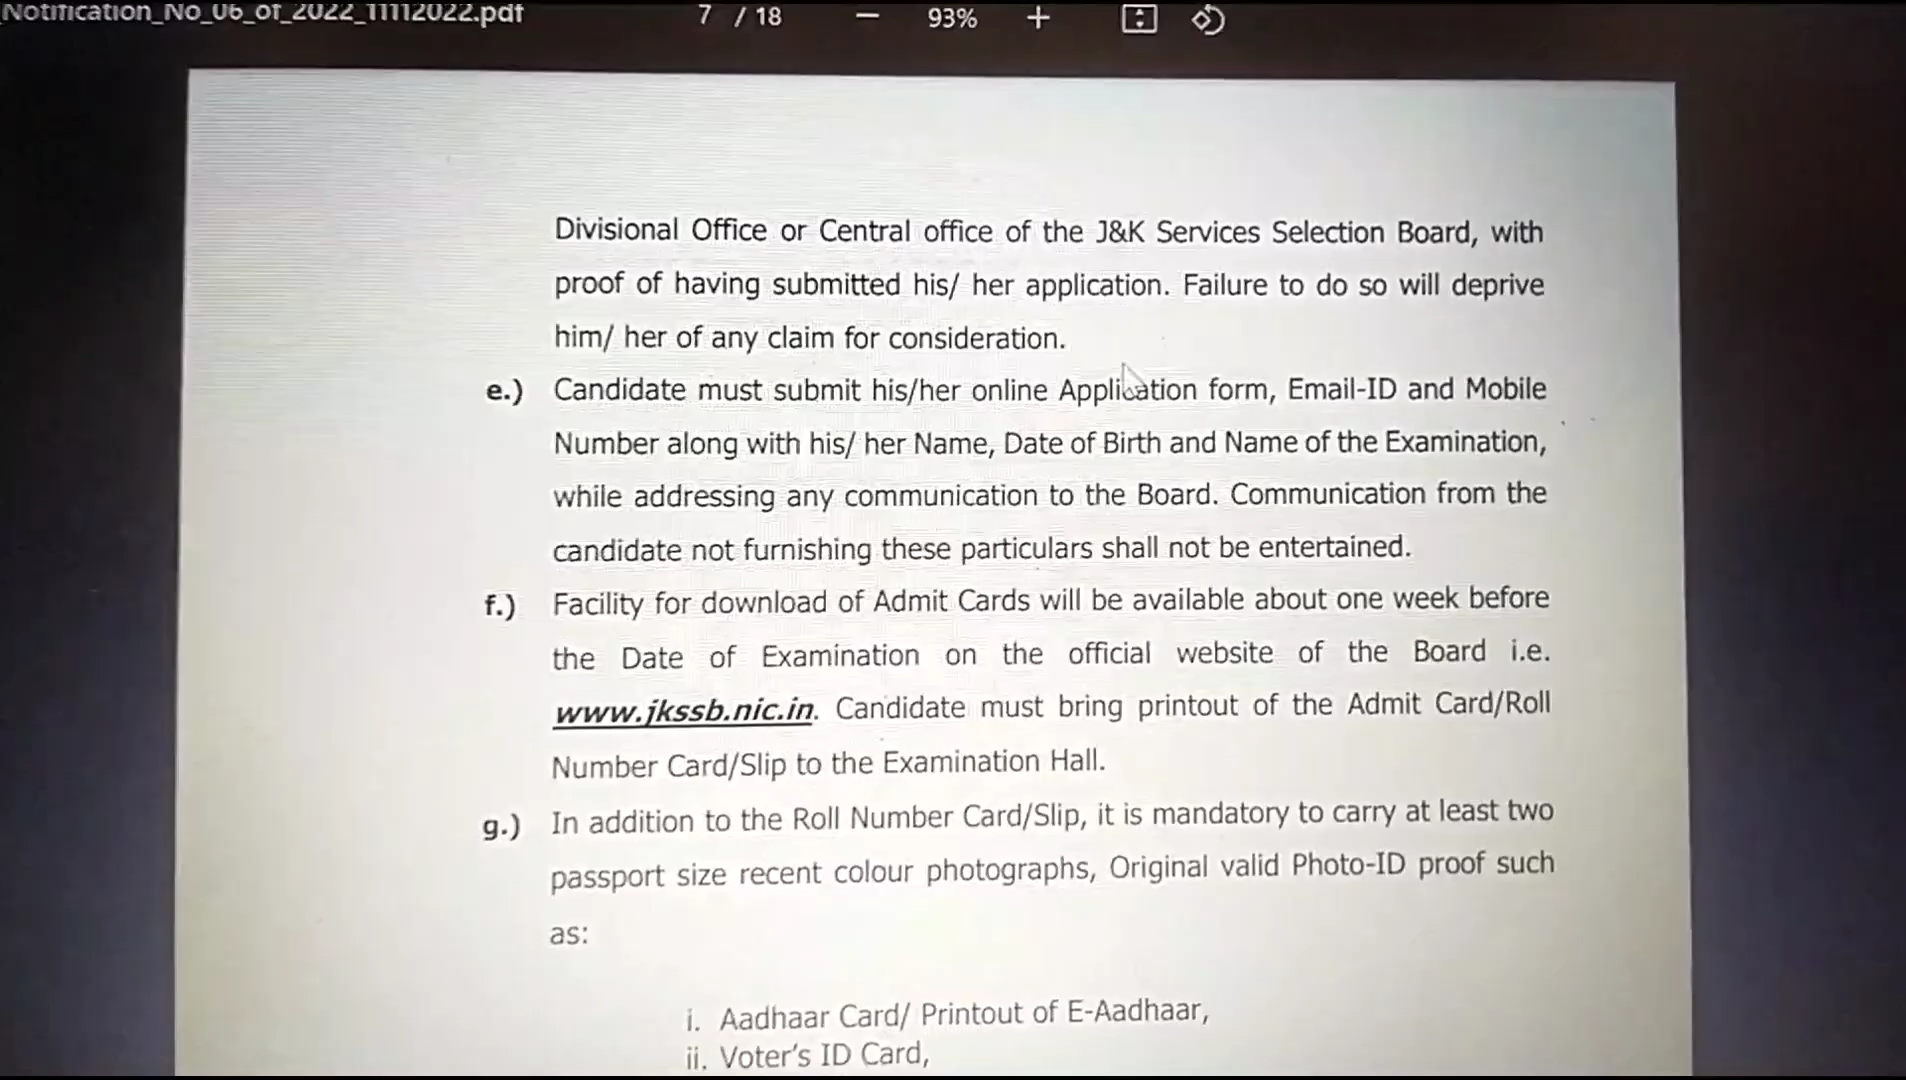 Notification_No_06_of_2022_11112022.pdf 7 / 18 93%
Divisional Office or Central office of the J&K Services Selection Board, with
proof of having submitted his/ her application. Failure to do so will deprive
him/ her of any claim for consideration.
e.) Candidate must submit his/her online Application form, Email-ID and Mobile
Number along with his/ her Name, Date of Birth and Name of the Examination,
while addressing any communication to the Board. Communication from the
candidate not furnishing these particulars shall not be entertained.
f.) Facility for download of Admit Cards will be available about one week before
the Date of Examination on the official website of the Board i.e.
www.jkssb.nic.in. Candidate must bring printout of the Admit Card/Roll
Number Card/Slip to the Examination Hall.
g.) In addition to the Roll Number Card/Slip, it is mandatory to carry at least two
passport size recent colour photographs, Original valid Photo-ID proof such
as:
i. Aadhaar Card/ Printout of E-Aadhaar,
ii. Voter's ID Card,